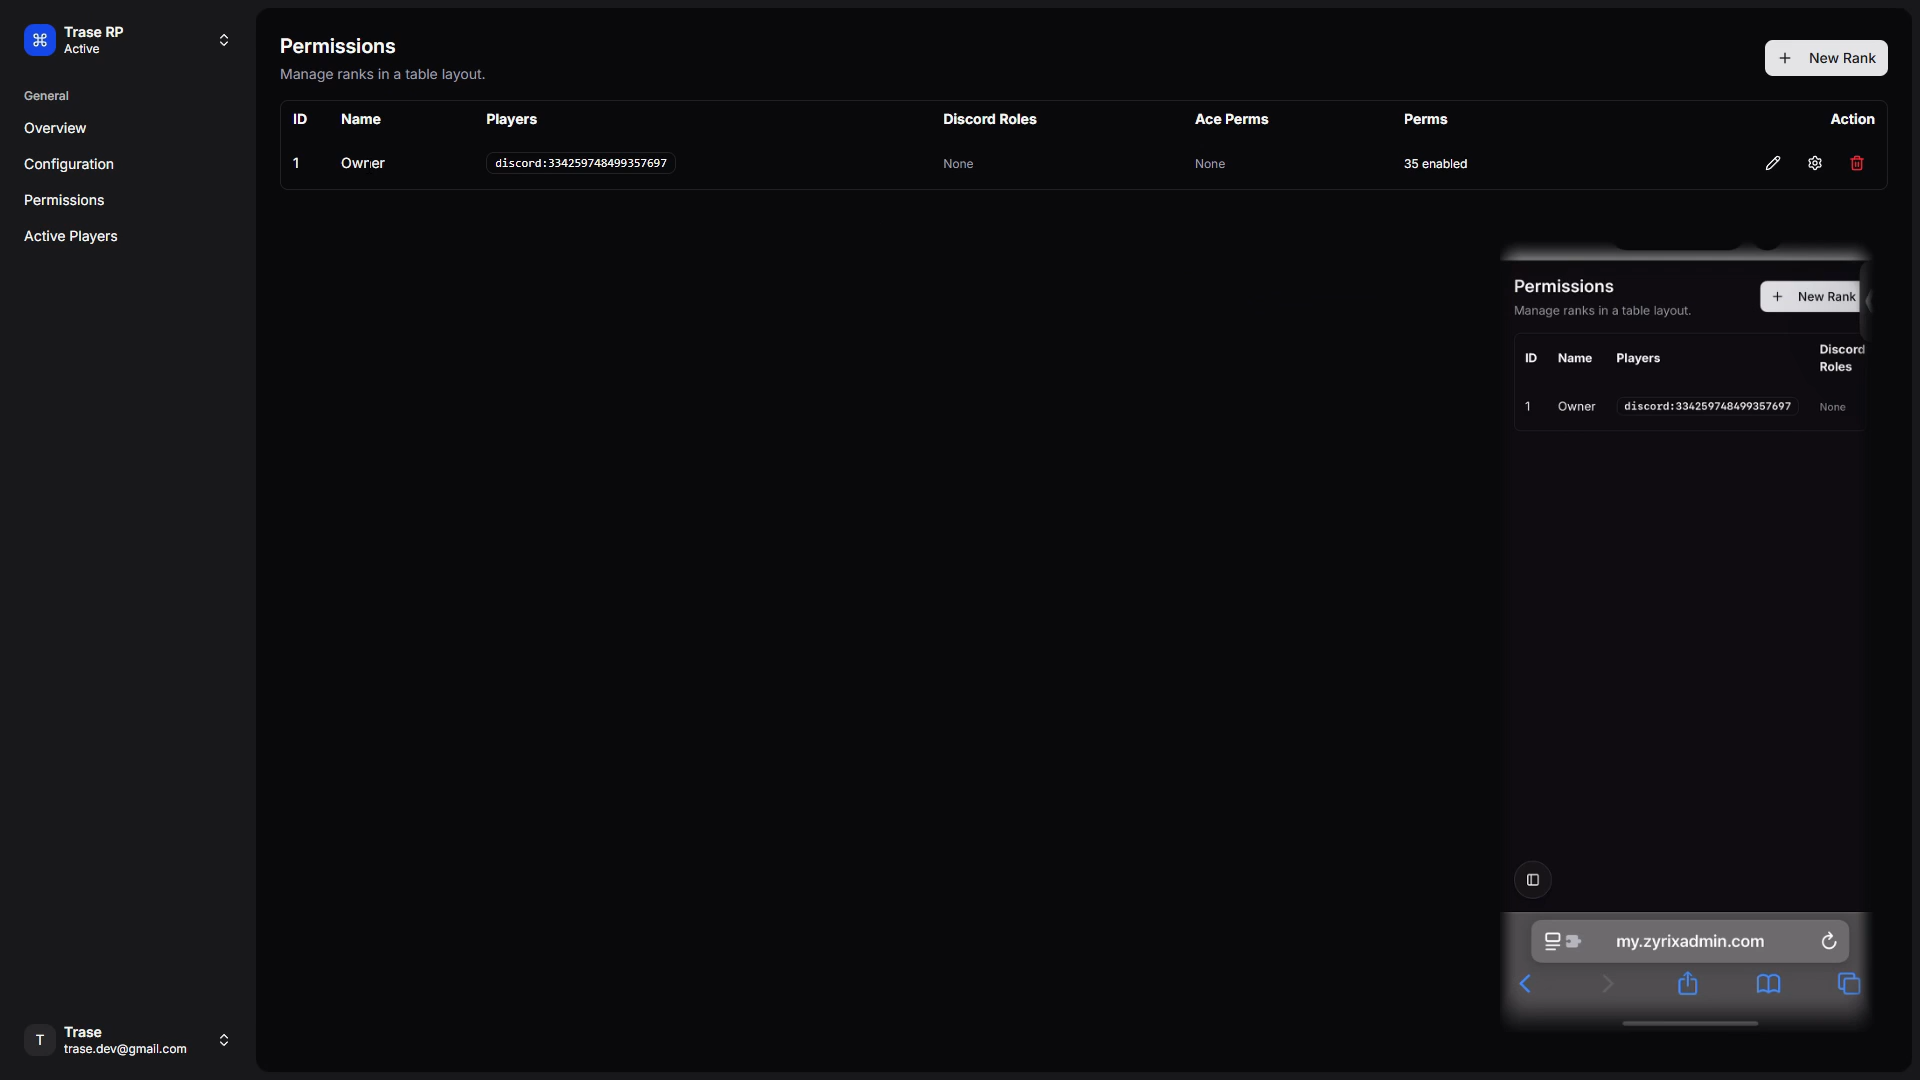 Trase RP
Active
General
Overview
Configuration
Permissions
Active Players
Permissions
Manage ranks in a table layout.
New Rank
ID Name Players Discord Roles Ace Perms Perms Action
1 Owner discord:334259748499357697 None None 35 enabled
Permissions
Manage ranks in a table layout.
New Rank
ID Name Players Discord Roles
1 Owner discord:334259748499357697 None
my.zyrixadmin.com
T
Trase
trase.dev@gmail.com